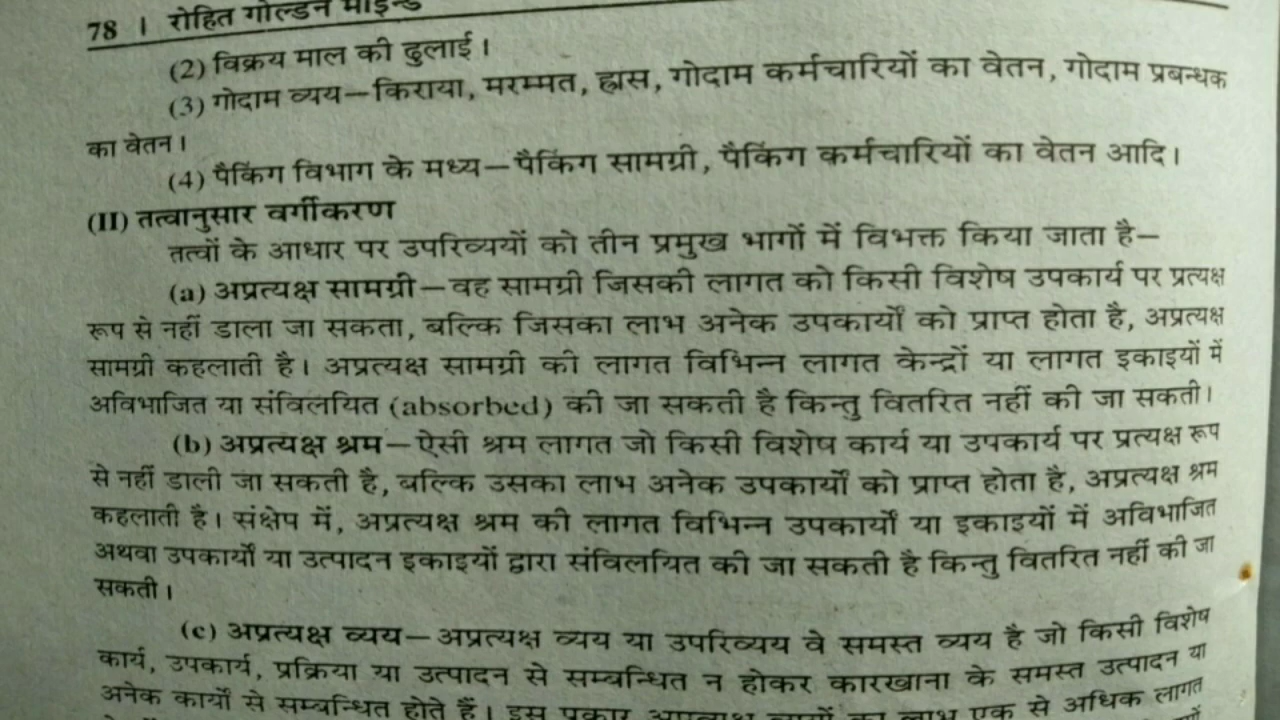 78 । रोहित गोल्डन माइन्ड
(2) विक्रय माल की ढुलाई।
(3) गोदाम व्यय—किराया, मरम्मत, ह्रास, गोदाम कर्मचारियों का वेतन, गोदाम प्रबन्धक
का वेतन।
(4) पैकिंग विभाग के मध्य—पैकिंग सामग्री, पैकिंग कर्मचारियों का वेतन आदि।
(II) तत्वानुसार वर्गीकरण
तत्वों के आधार पर उपरिव्ययों को तीन प्रमुख भागों में विभक्त किया जाता है—
(a) अप्रत्यक्ष सामग्री—वह सामग्री जिसकी लागत को किसी विशेष उपकार्य पर प्रत्यक्ष
रूप से नहीं डाला जा सकता, बल्कि जिसका लाभ अनेक उपकार्यों को प्राप्त होता है, अप्रत्यक्ष
सामग्री कहलाती है। अप्रत्यक्ष सामग्री की लागत विभिन्न लागत केन्द्रों या लागत इकाइयों में
अविभाजित या संविलयित (absorbed) की जा सकती है किन्तु वितरित नहीं की जा सकती।
(b) अप्रत्यक्ष श्रम—ऐसी श्रम लागत जो किसी विशेष कार्य या उपकार्य पर प्रत्यक्ष रूप
से नहीं डाली जा सकती है, बल्कि उसका लाभ अनेक उपकार्यों को प्राप्त होता है, अप्रत्यक्ष श्रम
कहलाती है। संक्षेप में, अप्रत्यक्ष श्रम की लागत विभिन्न उपकार्यों या इकाइयों में अविभाजित
अथवा उपकार्यों या उत्पादन इकाइयों द्वारा संविलयित की जा सकती है किन्तु वितरित नहीं की जा
सकती।
(c) अप्रत्यक्ष व्यय—अप्रत्यक्ष व्यय या उपरिव्यय वे समस्त व्यय है जो किसी विशेष
कार्य, उपकार्य, प्रक्रिया या उत्पादन से सम्बन्धित न होकर कारखाना के समस्त उत्पादन या
अनेक कार्यों से सम्बन्धित होते हैं। इस प्रकार अप्रत्यक्ष का लाभ एक से अधिक लागत